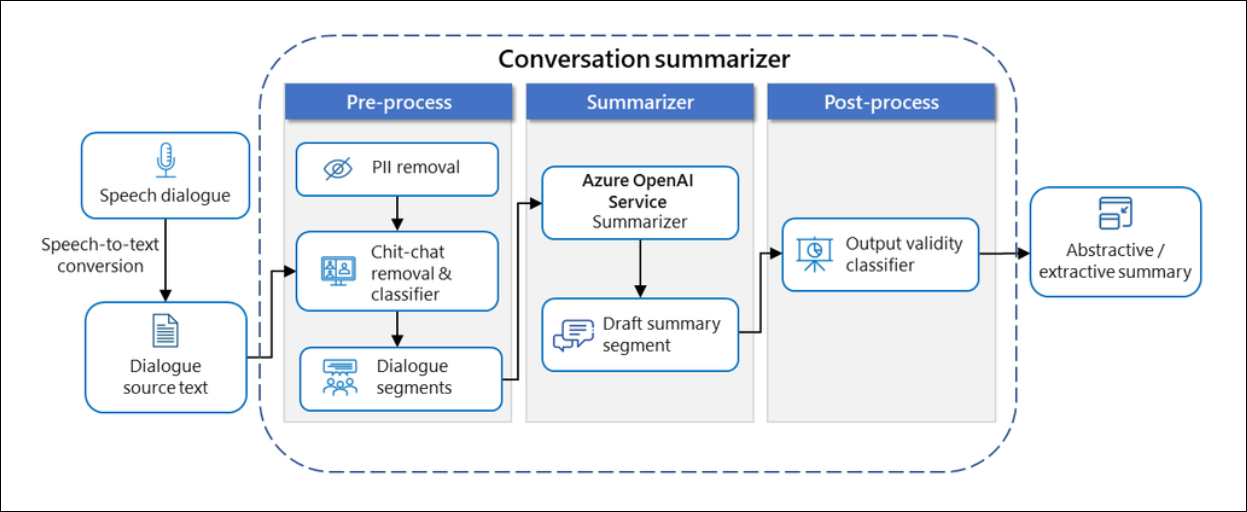 Conversation summarizer
Pre-process
Summarizer
Post-process
Speech dialogue
Speech-to-text
conversion
Dialogue
source text
PII removal
Chit-chat
removal &
classifier
Dialogue
segments
Azure OpenAI
Service
Summarizer
Draft summary
segment
Output validity
classifier
Abstractive /
extractive summary